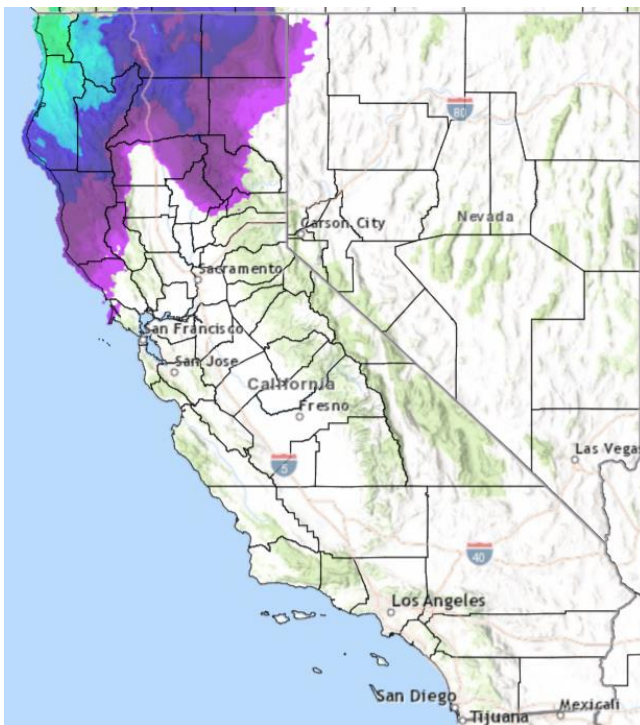 80
Carson City
Nevada
Sacramento
San Francisco
San Jose
California
Fresno
Las Vegas
5
40
Los Angeles
San Diego
Tijuana
Mexicali